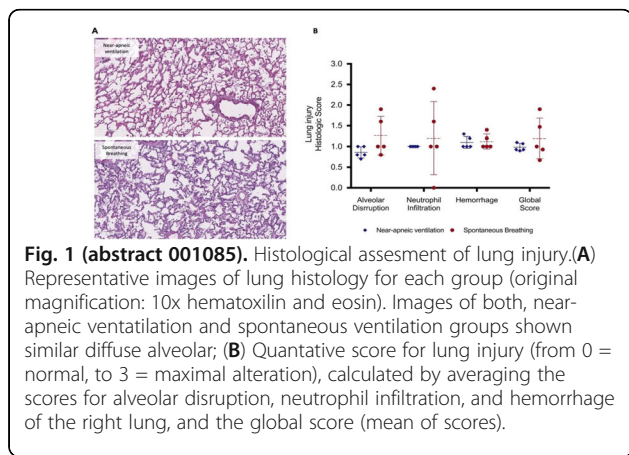 A
B
Near-apneic
ventilation
Spontaneous
Breathing
Lung injury
Histologic Score
3.0
2.5
2.0
1.5
1.0
0.5
0.0
Alveolar
Disrruption
Neutrophil
Infiltration
Hemorrhage
Global
Score
Near-apneic ventilation
Spontaneous Breathing
Fig. 1 (abstract 001085). Histological assesment of lung injury.(A)
Representative images of lung histology for each group (original
magnification: 10x hematoxilin and eosin). Images of both, near-
apneic ventatilation and spontaneous ventilation groups shown
similar diffuse alveolar; (B) Quantative score for lung injury (from 0 =
normal, to 3 = maximal alteration), calculated by averaging the
scores for alveolar disruption, neutrophil infiltration, and hemorrhage
of the right lung, and the global score (mean of scores).